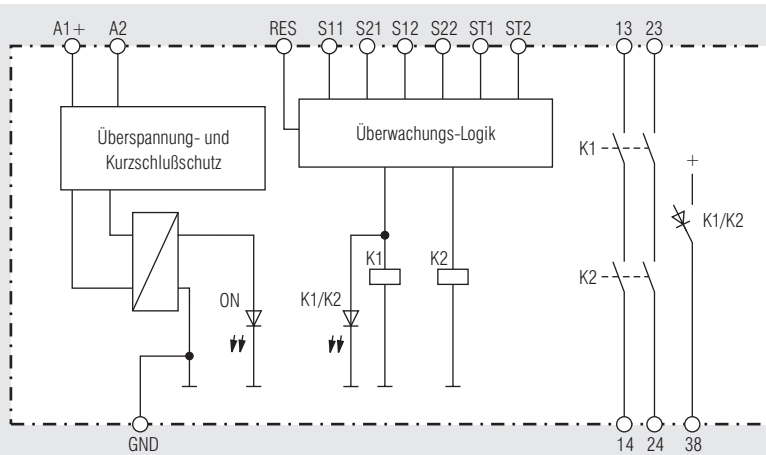 A1+ A2 RES S11 S21 S12 S22 ST1 ST2 13 23
Überspannung- und
Kurzschlußschutz
Überwachungs-Logik
K1
+
K1/K2
K1 K2
K2
ON K1/K2
GND 14 24 38